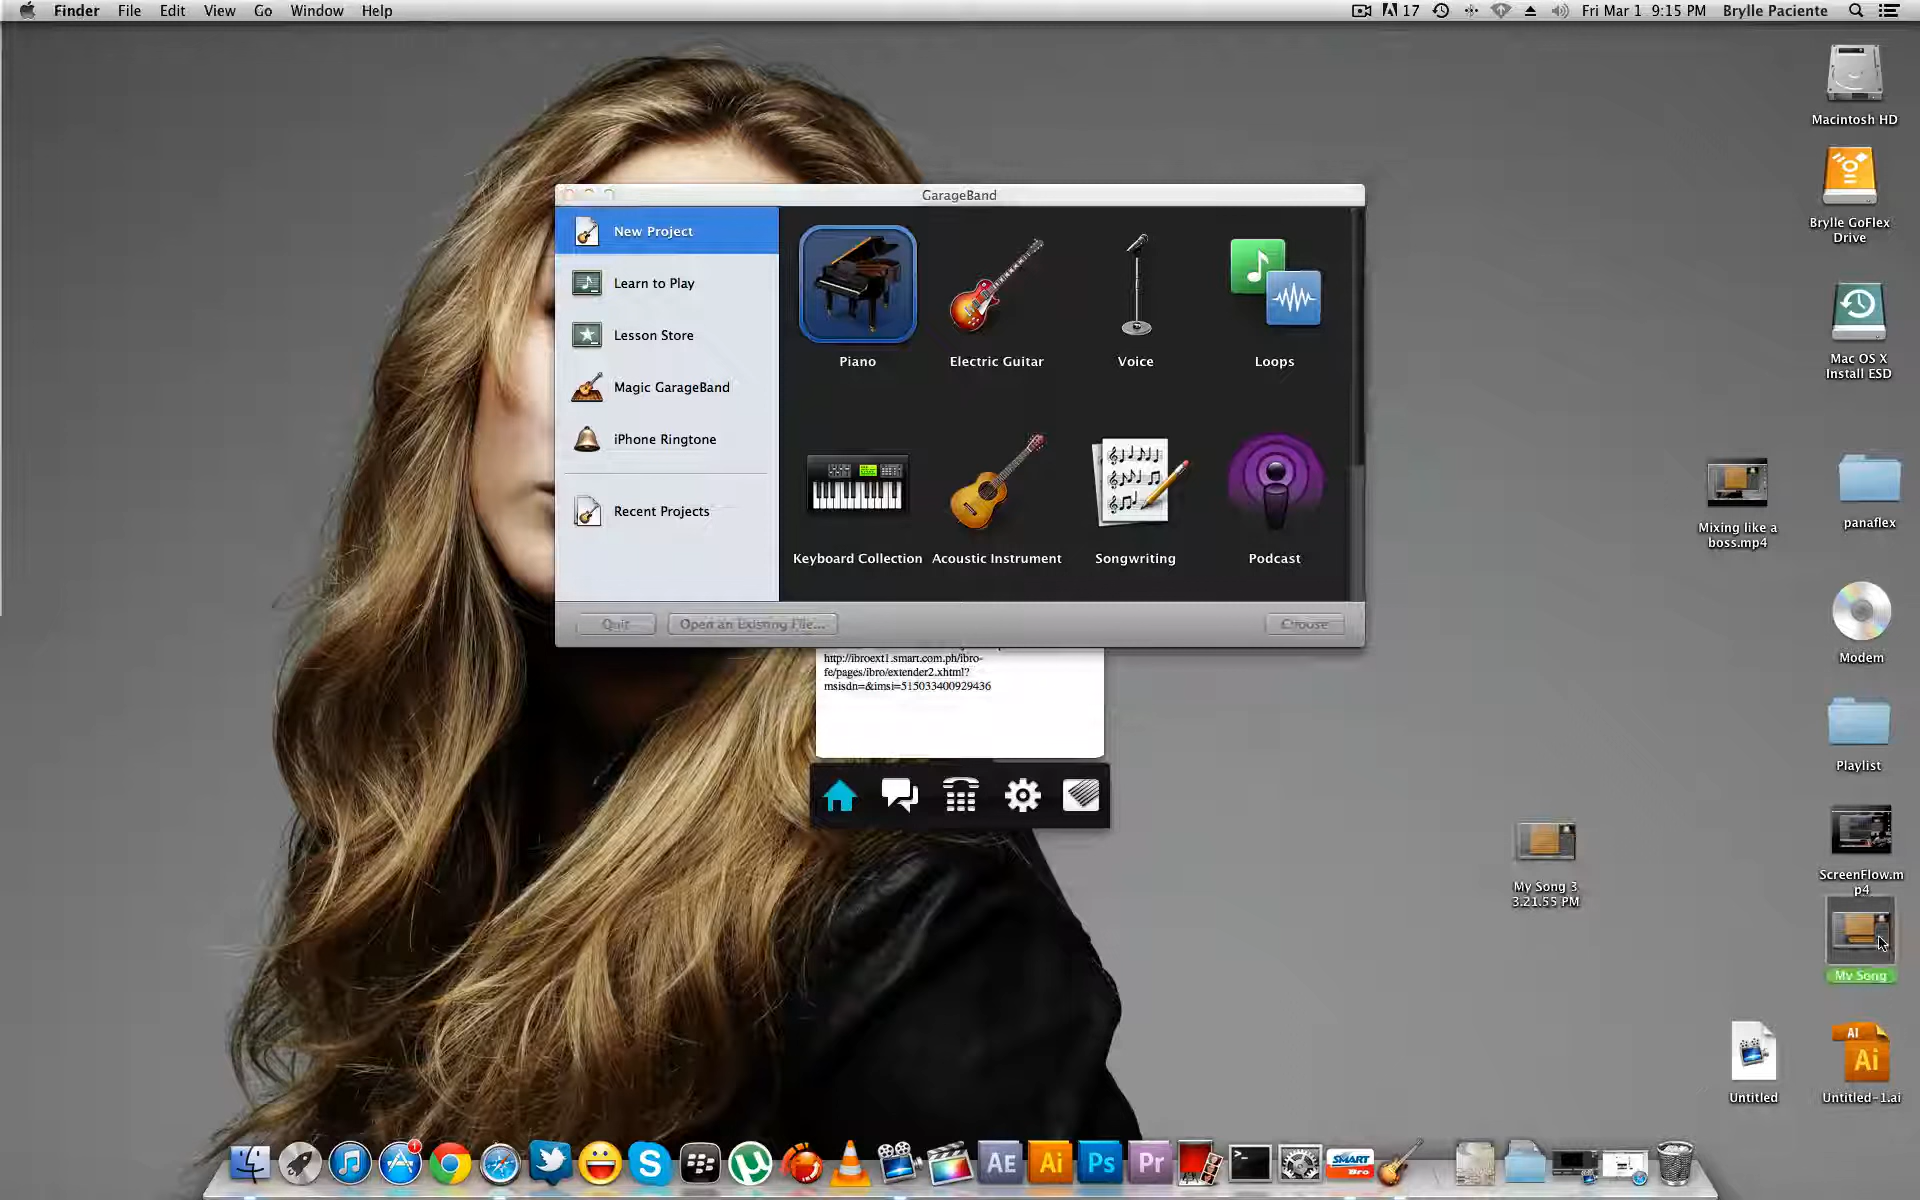 Finder File Edit View Go Window Help
17 Fri Mar 1 9:15 PM Brylle Paciente
GarageBand
New Project
Learn to Play
Lesson Store
Magic GarageBand
iPhone Ringtone
Recent Projects
Piano
Electric Guitar
Voice
Loops
Keyboard Collection
Acoustic Instrument
Songwriting
Podcast
Quit
Open an Existing File...
Choose
http://ibroext1.smart.com.ph/ibro-
fe/pages/ibro/extender2.xhtml?
msisdn=&imsi=515033400929436
Macintosh HD
Brylle GoFlex
Drive
Mac OS X
Install ESD
Mixing like a
boss.mp4
panaflex
Modem
Playlist
ScreenFlow.m
p4
My Song 3
3.21.55 PM
My Song
Untitled
AI
Ai
Untitled-1.ai
AE
Ai
Ps
Pr
SMART
Bro